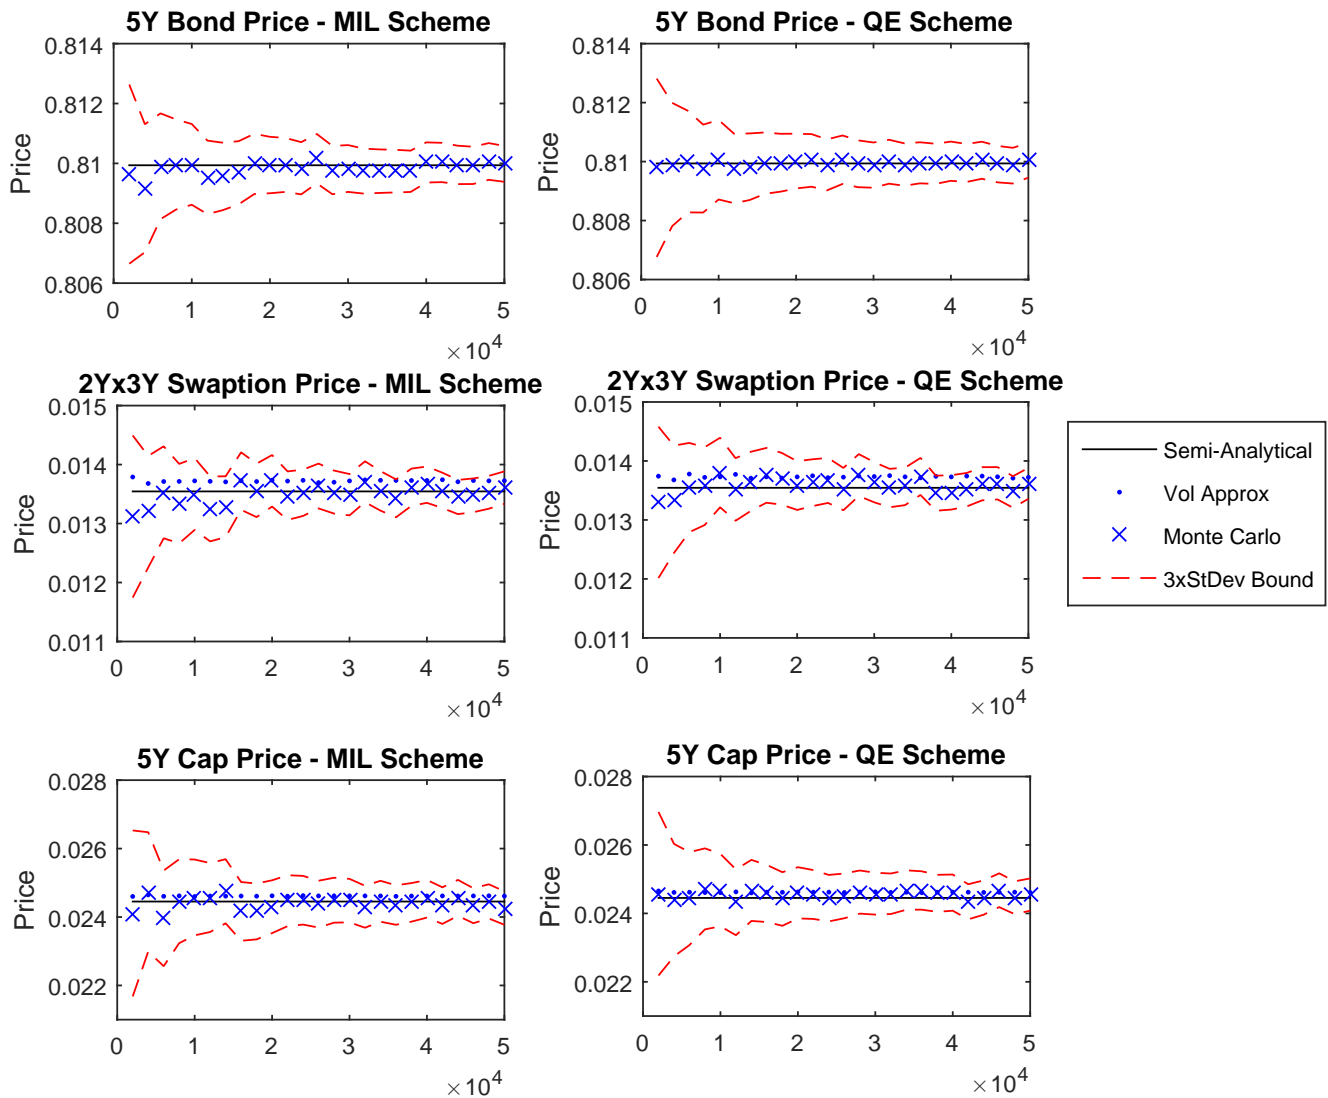 5Y Bond Price - MIL Scheme
0.814
0.812
0.81
0.808
0.806
Price
0 1 2 3 4 5
×10^4
5Y Bond Price - QE Scheme
0.814
0.812
0.81
0.808
0.806
Price
0 1 2 3 4 5
×10^4
2Yx3Y Swaption Price - MIL Scheme
0.015
0.014
0.013
0.012
0.011
Price
0 1 2 3 4 5
×10^4
2Yx3Y Swaption Price - QE Scheme
0.015
0.014
0.013
0.012
0.011
Price
0 1 2 3 4 5
×10^4
Semi-Analytical
Vol Approx
Monte Carlo
3xStDev Bound
5Y Cap Price - MIL Scheme
0.028
0.026
0.024
0.022
Price
0 1 2 3 4 5
×10^4
5Y Cap Price - QE Scheme
0.028
0.026
0.024
0.022
Price
0 1 2 3 4 5
×10^4